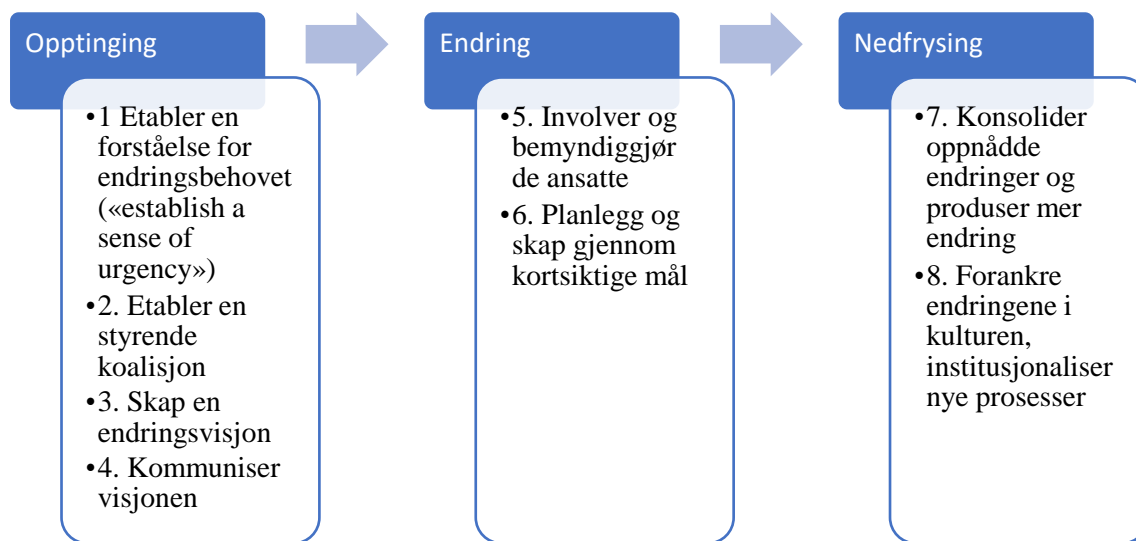 Opptinging
•1 Etabler en
forståelse for
endringsbehovet
(«establish a
sense of
urgency»)
•2. Etabler en
styrende
koalisjon
•3. Skap en
endringsvisjon
•4. Kommuniser
visjonen
Endring
•5. Involver og
bemyndiggjør
de ansatte
•6. Planlegg og
skap gjennom
kortsiktige mål
Nedfrysing
•7. Konsolider
oppnådde
endringer og
produser mer
endring
•8. Forankre
endringene i
kulturen,
institusjonaliser
nye prosesser